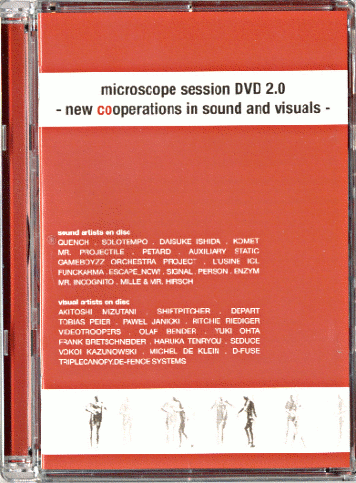 microscope session DVD 2.0
- new cooperations in sound and visuals -
sound artists on disc
QUENCH . SOLOTEMPO . DAISUKE ISHIDA . KOMET
MR. PROJECTILE . PETARD . AUXILIARY STATIC
GAMEBOYZZ ORCHESTRA PROJECT . L'USINE ICL
FUNCKARMA . ESCAPE_NOW! . SIGNAL . PERSON . ENZYM
MR. INCOGNITO . MILLE & MR. HIRSCH
visual artists on disc
AKITOSHI MIZUTANI . SHIFTPITCHER . DEPART
TOBIAS PEIER . PAWEL JANICKI . RITCHIE RIEDIGER
VIDEOTROOPERS . OLAF BENDER . YUKI OHTA
FRANK BRETSCHNEIDER . HARUKA TENRYOU . SEDUCE
VOKOI KAZUNOWSKI . MICHEL DE KLEIN . D-FUSE
TRIPLECANOPY.DE-FENCE SYSTEMS